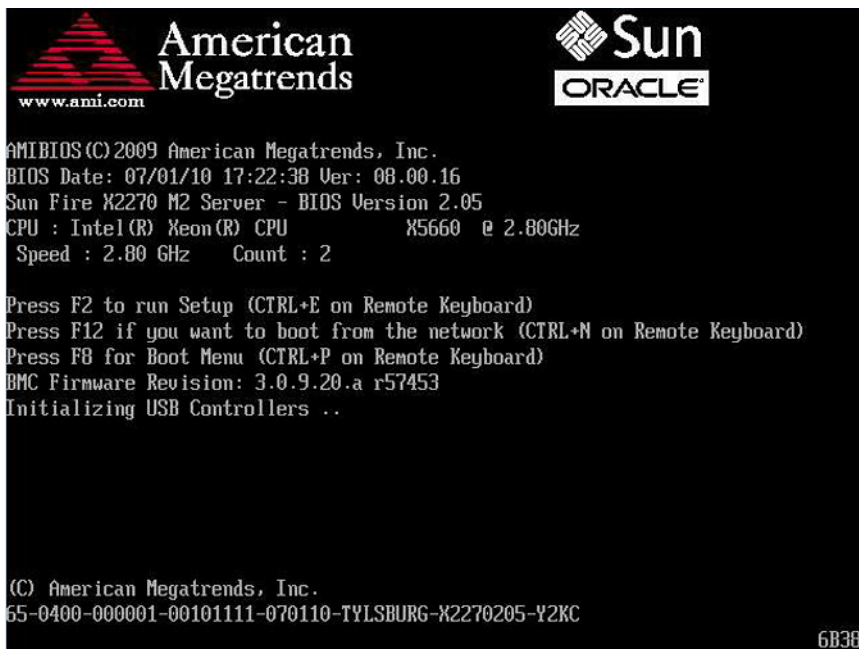 American
Megatrends
www.ami.com
Sun
ORACLE
AMIBIOS(C)2009 American Megatrends, Inc.
BIOS Date: 07/01/10 17:22:38 Ver: 08.00.16
Sun Fire X2270 M2 Server - BIOS Version 2.05
CPU : Intel(R) Xeon(R) CPU X5660 @ 2.80GHz
Speed : 2.80 GHz Count : 2
Press F2 to run Setup (CTRL+E on Remote Keyboard)
Press F12 if you want to boot from the network (CTRL+N on Remote Keyboard)
Press F8 for Boot Menu (CTRL+P on Remote Keyboard)
BMC Firmware Revision: 3.0.9.20.a r57453
Initializing USB Controllers ..
(C) American Megatrends, Inc.
65-0400-000001-00101111-070110-TYLSBURG-X2270205-Y2KC
6B38